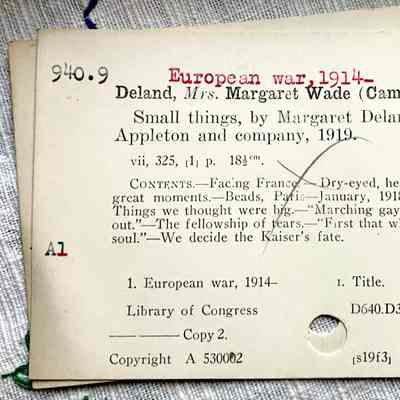 940.9 European war, 1914-
Deland, Mrs. Margaret Wade (Cam
Small things, by Margaret Delan
Appleton and company, 1919.
vii, 325, [1] p. 18½ cm.
CONTENTS.—Facing France—Dry-eyed, he
great moments.—Beads, Paris—January, 1918
Things we thought were big.—"Marching gay
out."—The fellowship of tears.—"First that wh
soul."—We decide the Kaiser's fate.
A1
1. European war, 1914– I. Title.
Library of Congress D640.D3
——— Copy 2.
Copyright A 530002 [s19f3]